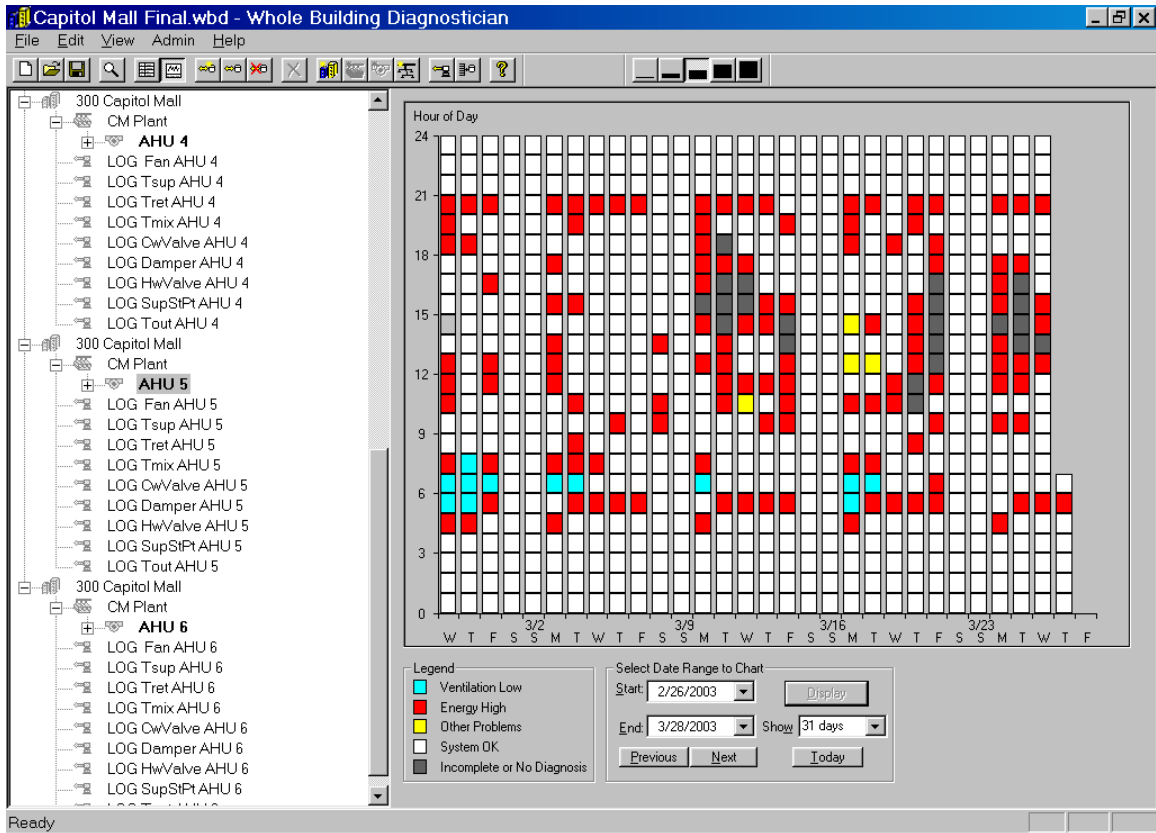 Capitol Mall Final.wbd - Whole Building Diagnostician
File Edit View Admin Help
300 Capitol Mall
CM Plant
AHU 4
LOG Fan AHU 4
LOG Tsup AHU 4
LOG Tret AHU 4
LOG Tmix AHU 4
LOG CwValve AHU 4
LOG Damper AHU 4
LOG HwValve AHU 4
LOG SupStPt AHU 4
LOG Tout AHU 4
300 Capitol Mall
CM Plant
AHU 5
LOG Fan AHU 5
LOG Tsup AHU 5
LOG Tret AHU 5
LOG Tmix AHU 5
LOG CwValve AHU 5
LOG Damper AHU 5
LOG HwValve AHU 5
LOG SupStPt AHU 5
LOG Tout AHU 5
300 Capitol Mall
CM Plant
AHU 6
LOG Fan AHU 6
LOG Tsup AHU 6
LOG Tret AHU 6
LOG Tmix AHU 6
LOG CwValve AHU 6
LOG Damper AHU 6
LOG HwValve AHU 6
LOG SupStPt AHU 6
Hour of Day
24
21
18
15
12
9
6
3
0
3/2 3/9 3/16 3/23
W T F S S M T W T F S S M T W T F S S M T W T F S S M T W T F
Legend
Ventilation Low
Energy High
Other Problems
System OK
Incomplete or No Diagnosis
Select Date Range to Chart
Start: 2/26/2003 Display
End: 3/28/2003 Show 31 days
Previous Next Today
Ready